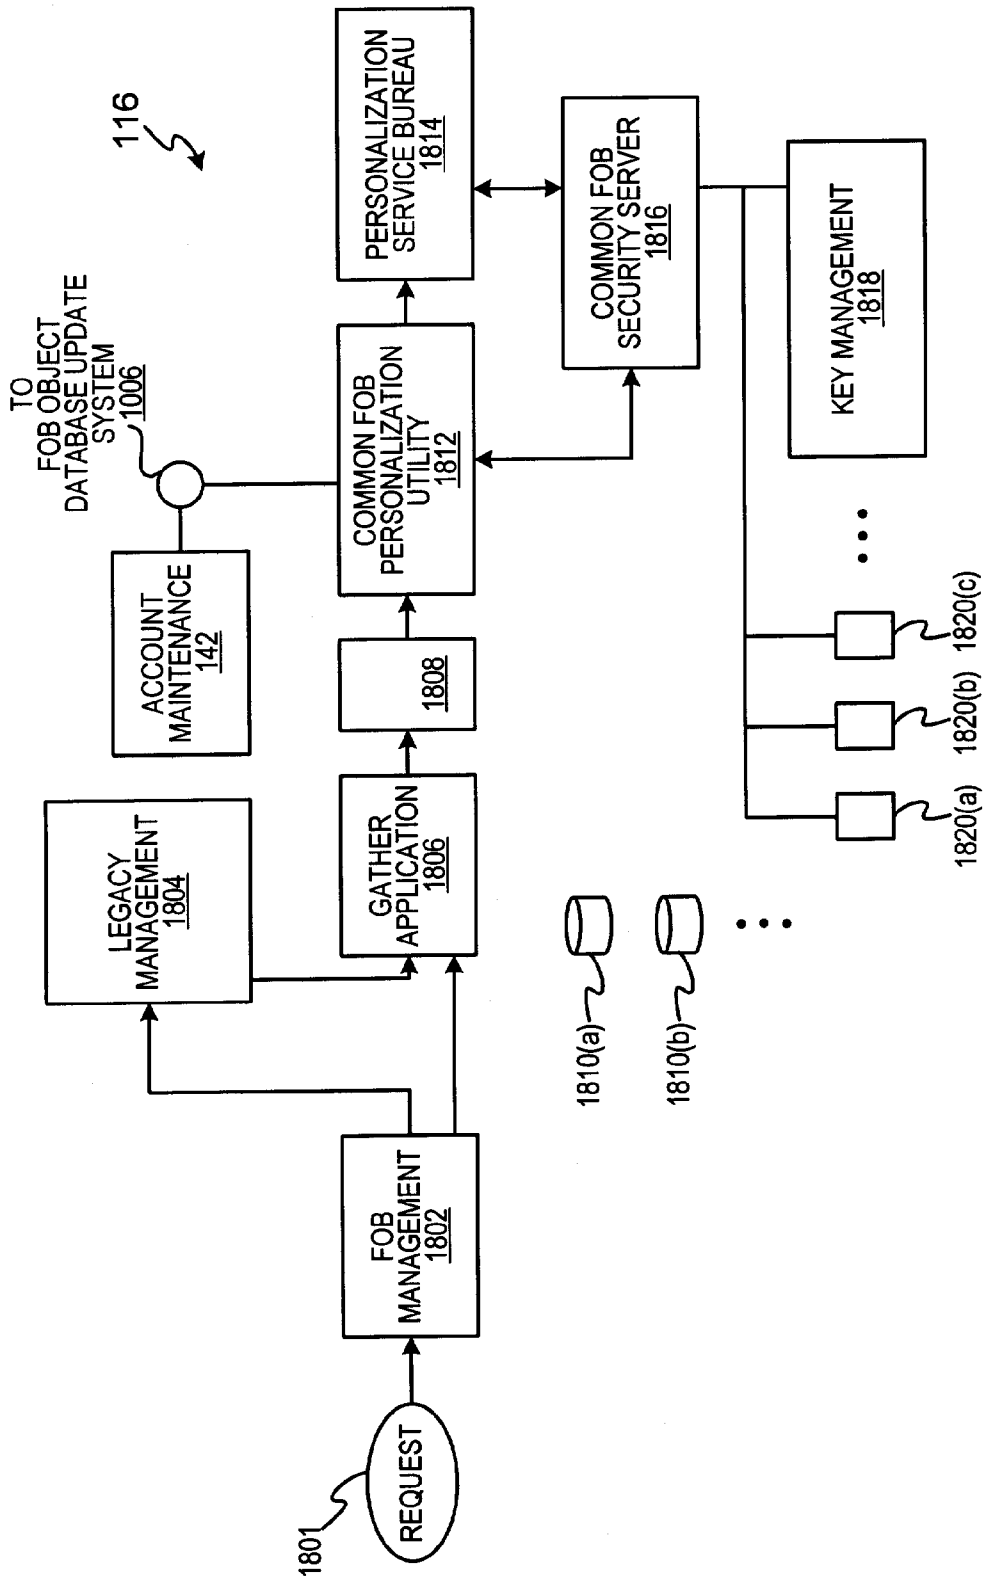 116
TO
FOB OBJECT
DATABASE UPDATE
SYSTEM
1006
ACCOUNT
MAINTENANCE
142
LEGACY
MANAGEMENT
1804
1801
REQUEST
FOB
MANAGEMENT
1802
GATHER
APPLICATION
1806
1808
COMMON FOB
PERSONALIZATION
UTILITY
1812
PERSONALIZATION
SERVICE BUREAU
1814
COMMON FOB
SECURITY SERVER
1816
1810(a)
1810(b)
KEY MANAGEMENT
1818
1820(a)
1820(b)
1820(c)